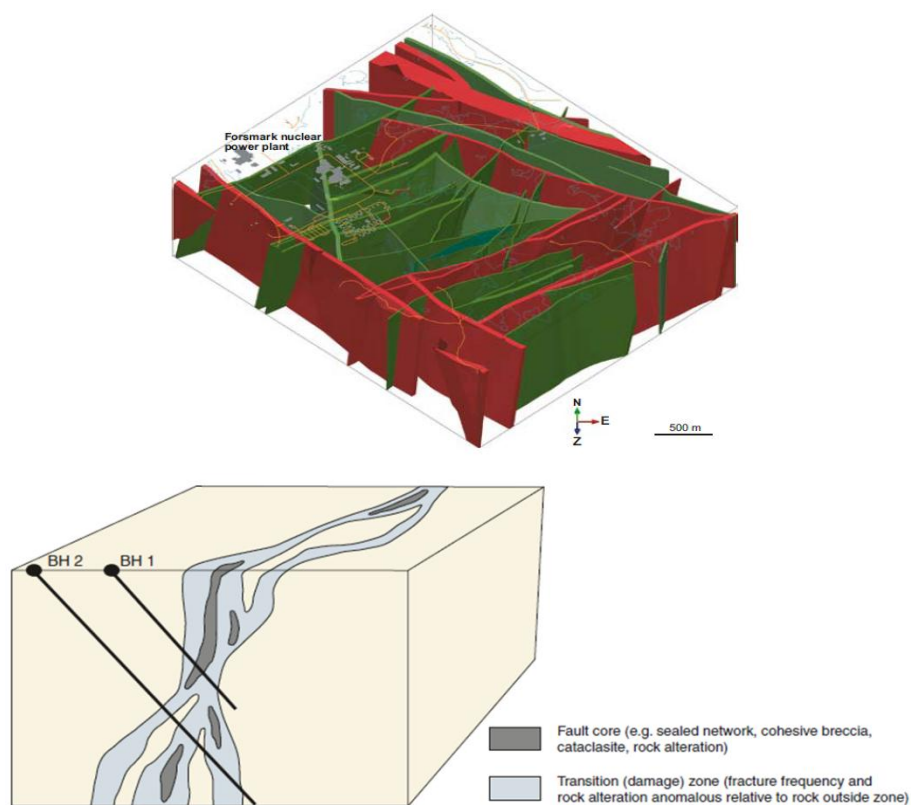 Forsmark nuclear
power plant
N
E
Z
500 m
BH 2
BH 1
Fault core (e.g. sealed network, cohesive breccia,
cataclasite, rock alteration)
Transition (damage) zone (fracture frequency and
rock alteration anomalous relative to rock outside zone)